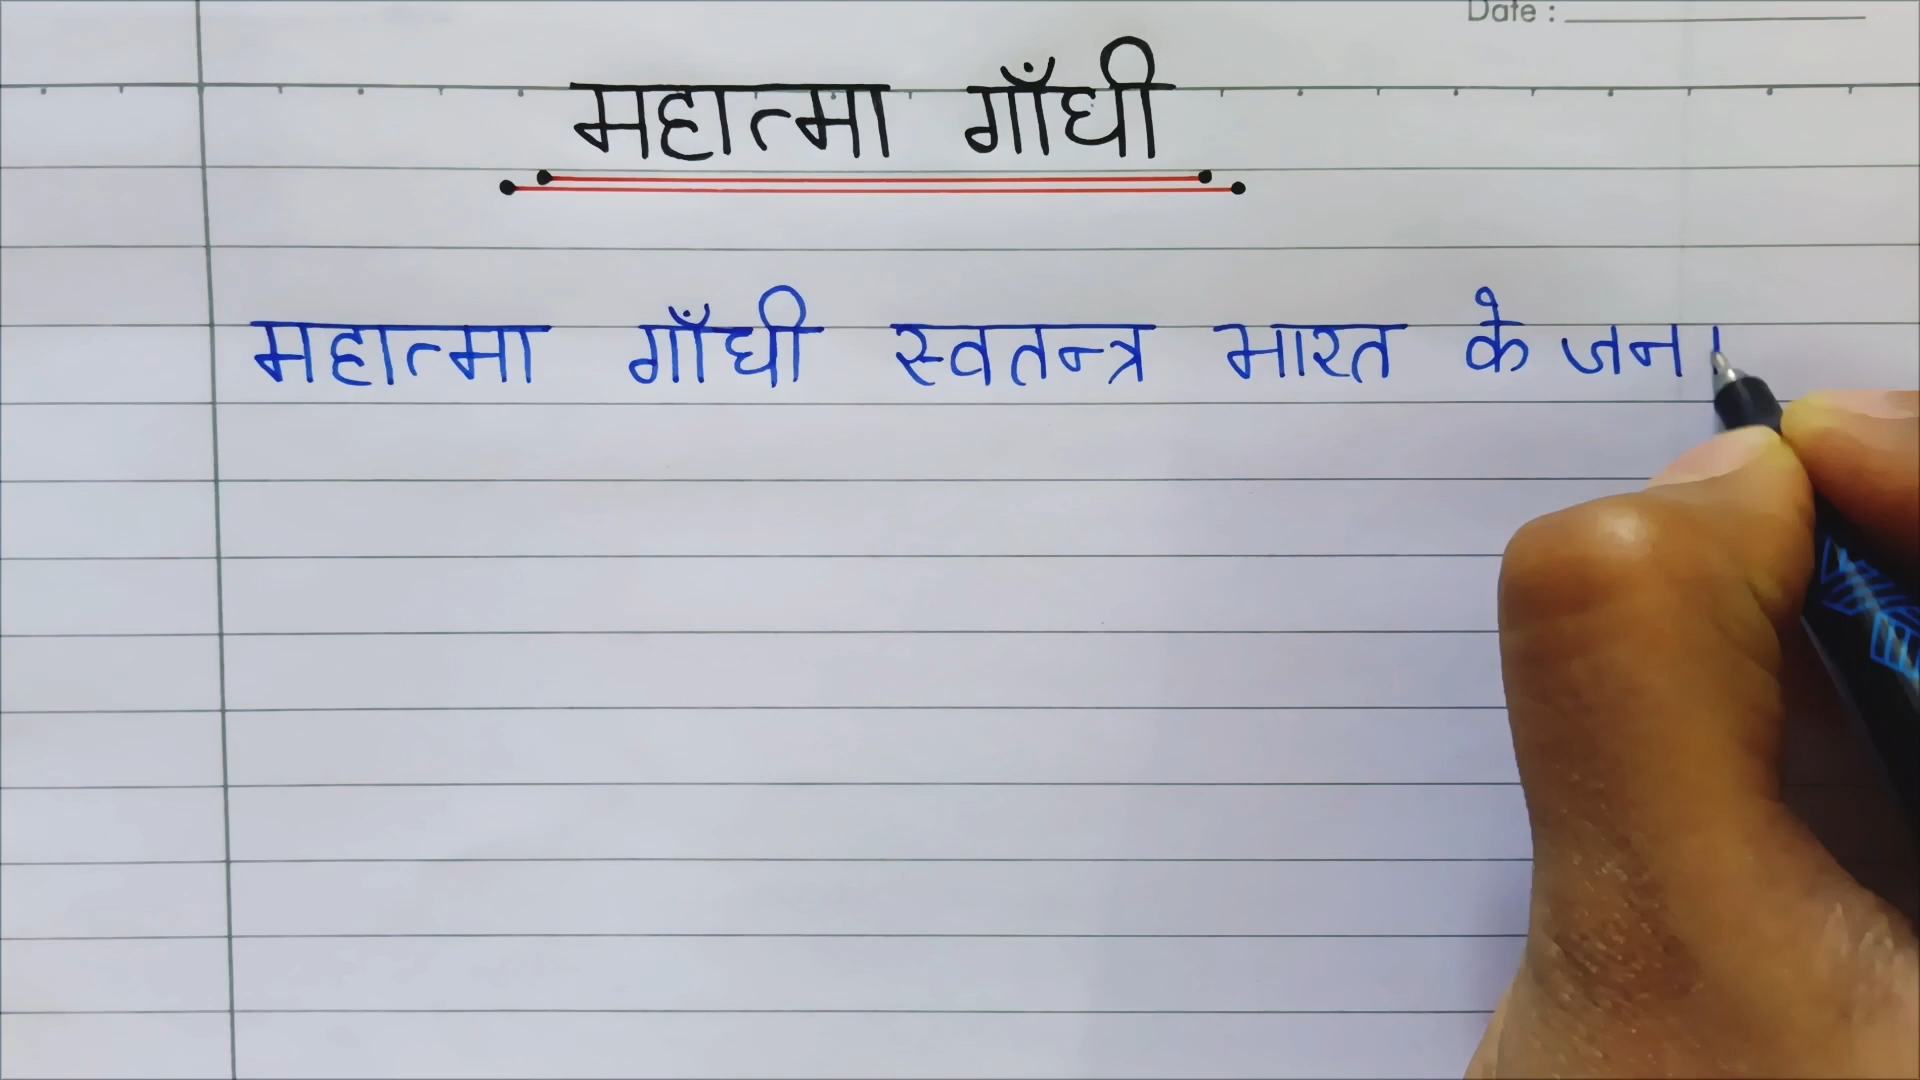 Date :
महात्मा गाँधी
महात्मा गाँधी स्वतन्त्र भारत के जन